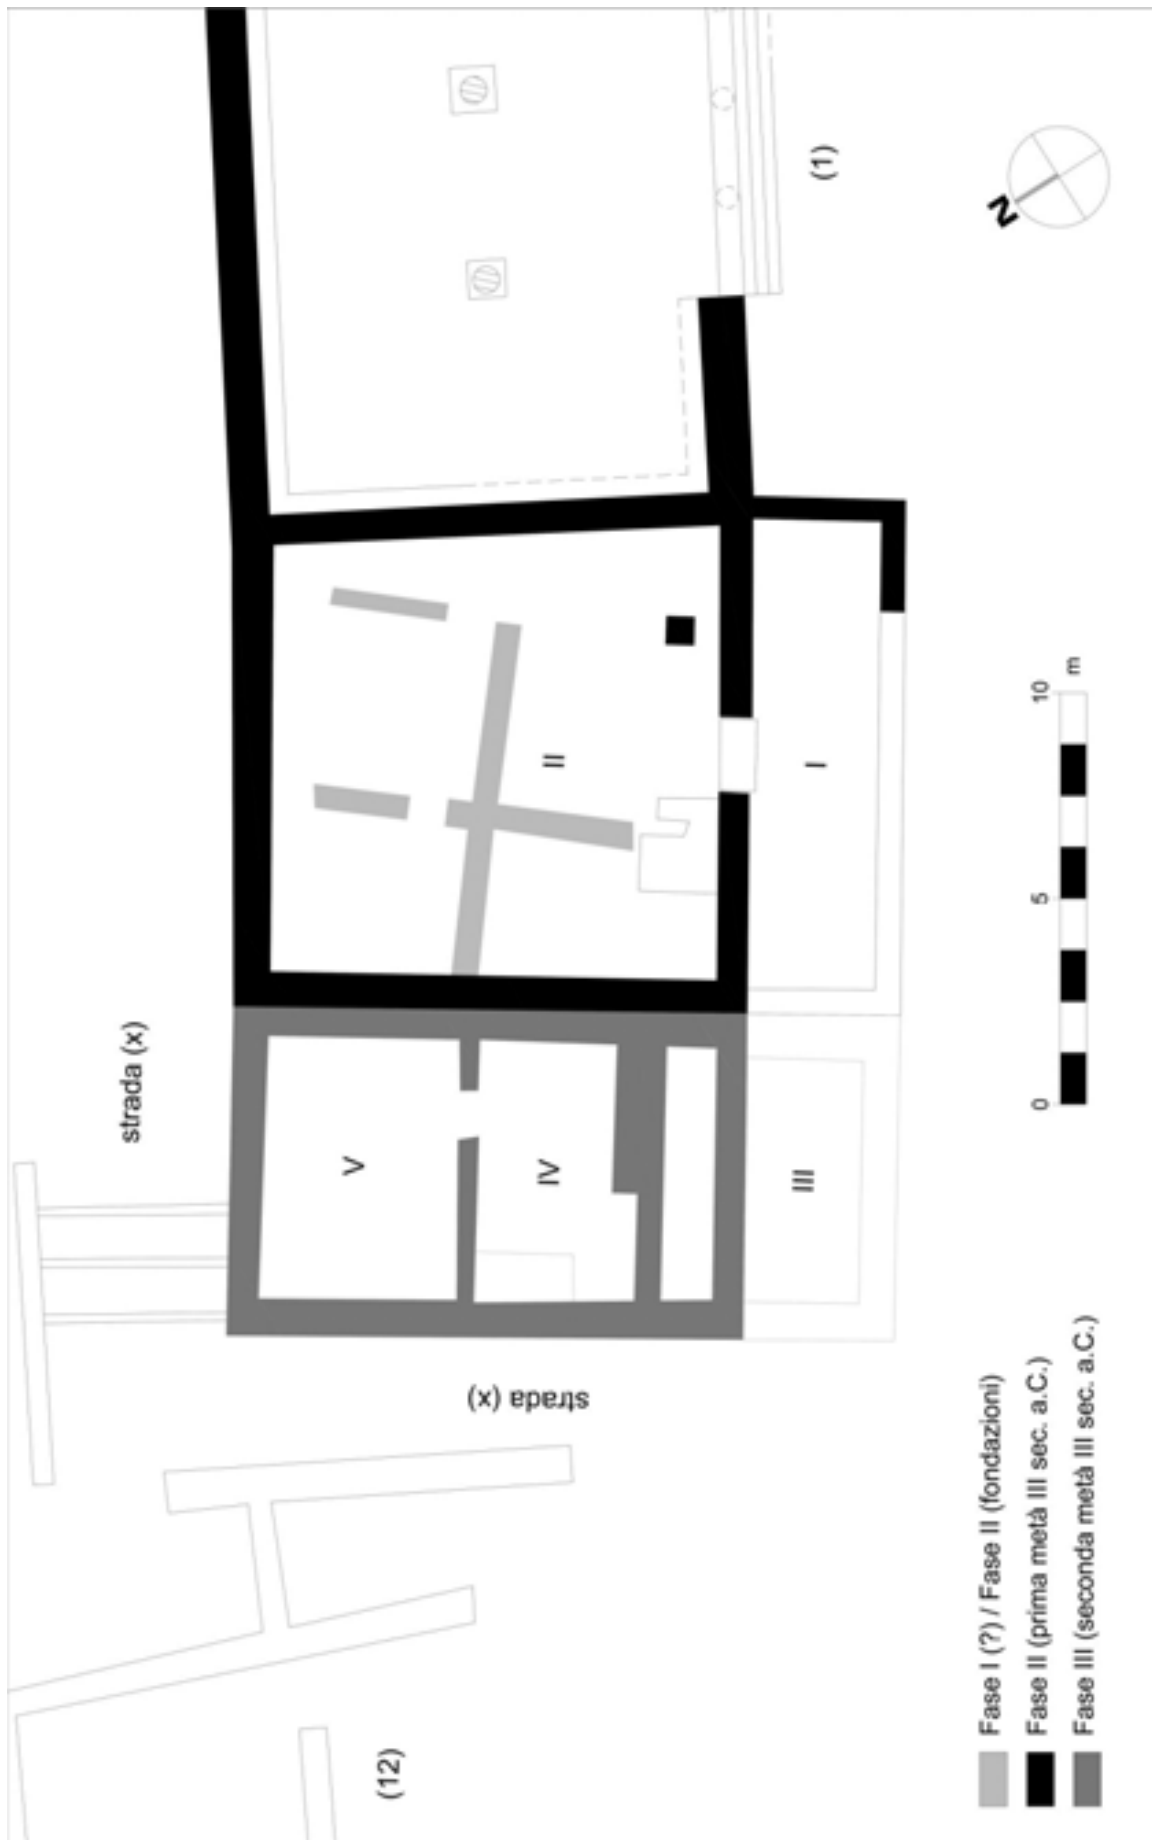 (1)
N
II
I
strada (x)
V
IV
III
strada (x)
(12)
0 5 10 m
Fase I (?) / Fase II (fondazioni)
Fase II (prima metà III sec. a.C.)
Fase III (seconda metà III sec. a.C.)